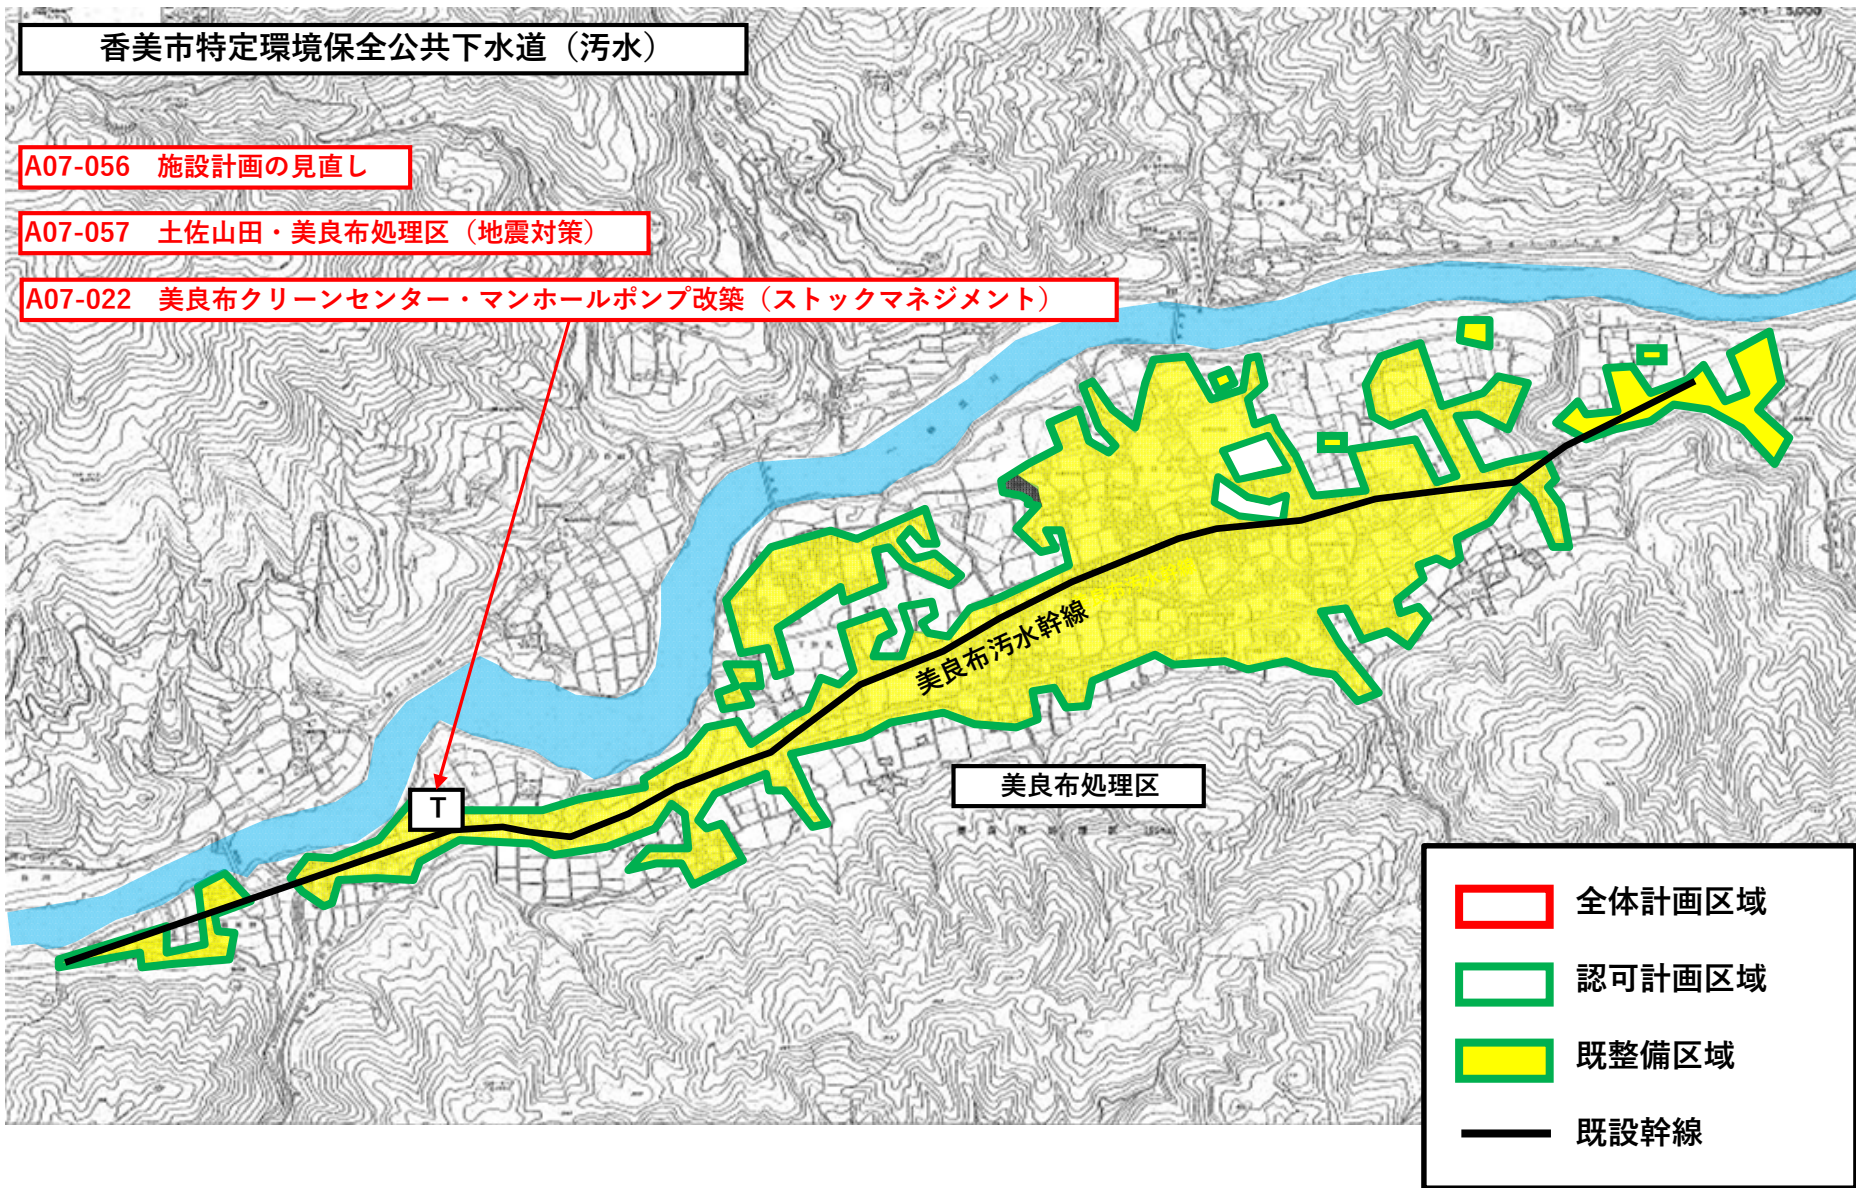 香美市特定環境保全公共下水道（汚水）
A07-056 施設計画の見直し
A07-057 土佐山田・美良布処理区（地震対策）
A07-022 美良布クリーンセンター・マンホールポンプ改築（ストックマネジメント）
美良布汚水幹線
T
美良布処理区
全体計画区域
認可計画区域
既整備区域
既設幹線